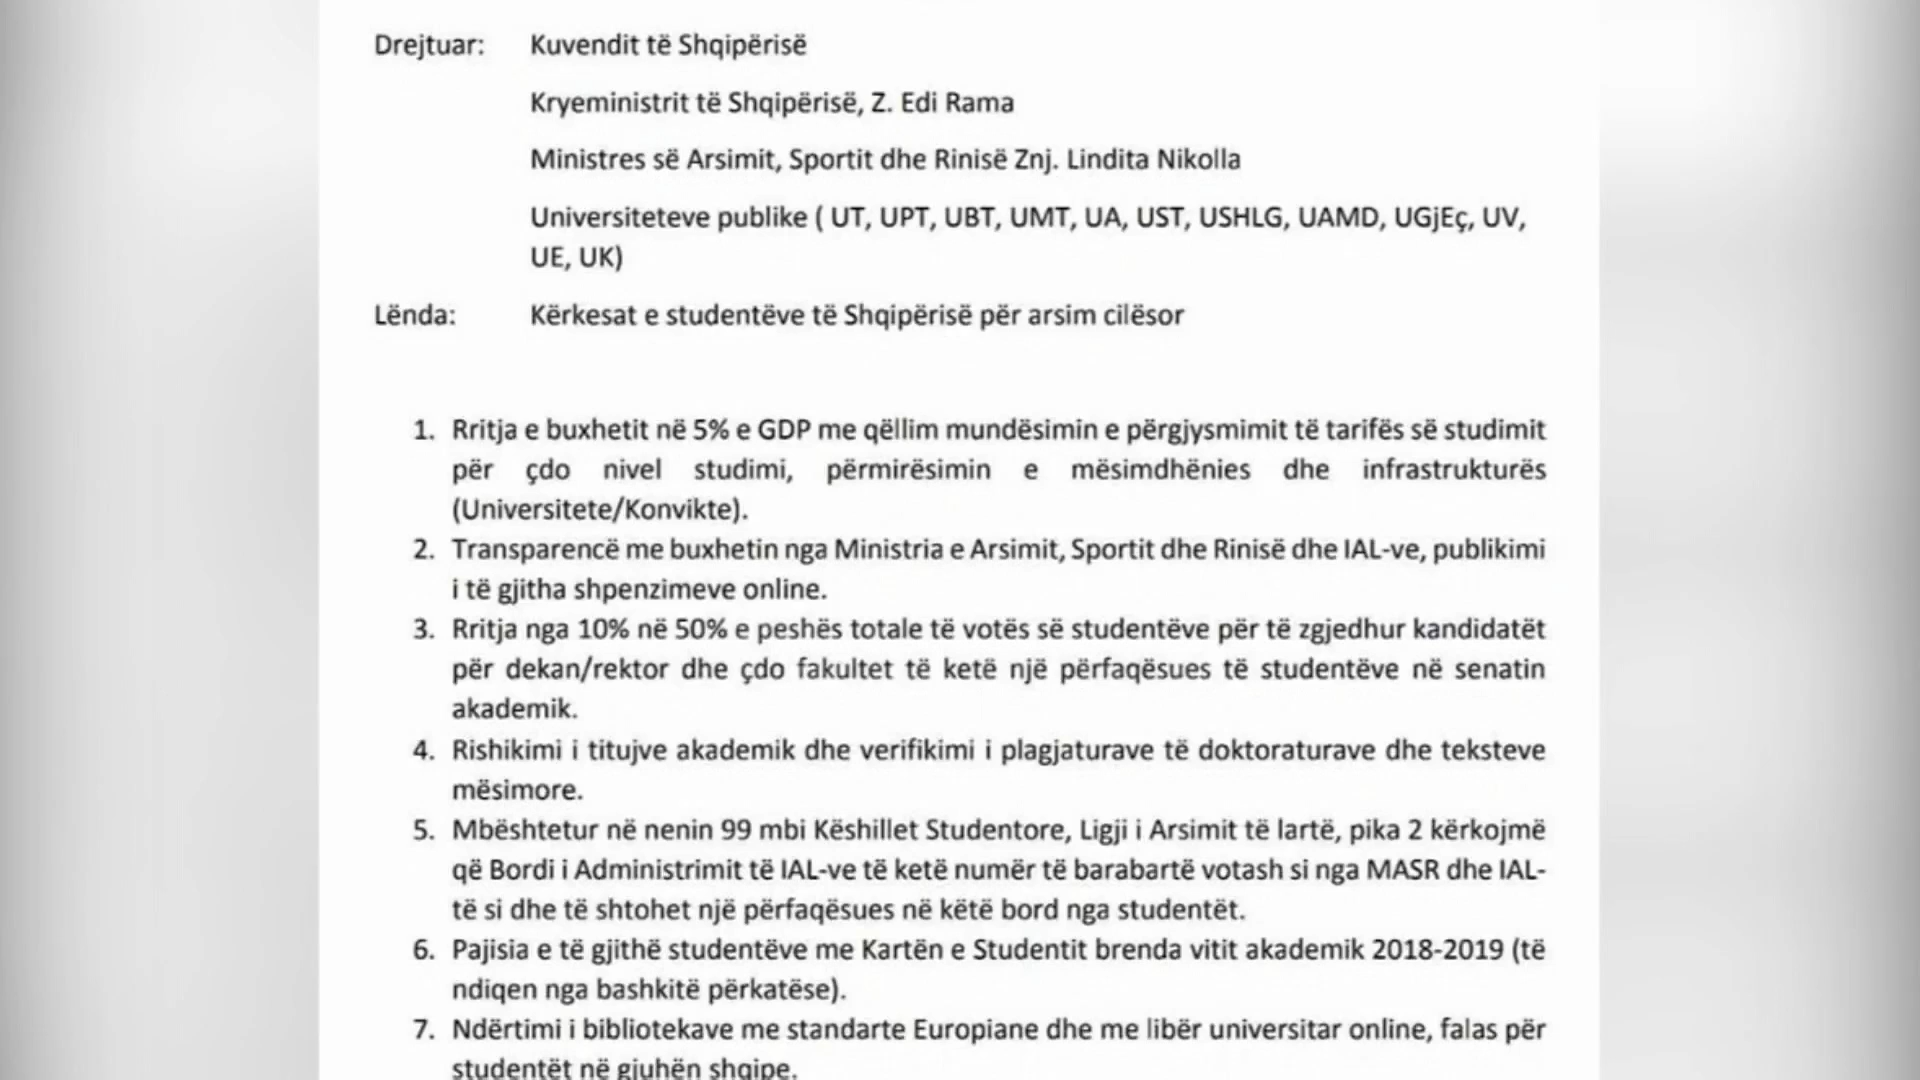 Drejtuar: Kuvendit të Shqipërisë
Kryeministrit të Shqipërisë, Z. Edi Rama
Ministres së Arsimit, Sportit dhe Rinisë Znj. Lindita Nikolla
Universiteteve publike ( UT, UPT, UBT, UMT, UA, UST, USHLG, UAMD, UGjEç, UV,
UE, UK)
Lënda: Kërkesat e studentëve të Shqipërisë për arsim cilësor
1. Rritja e buxhetit në 5% e GDP me qëllim mundësimin e përgjysmimit të tarifës së studimit
për çdo nivel studimi, përmirësimin e mësimdhënies dhe infrastrukturës
(Universitete/Konvikte).
2. Transparencë me buxhetin nga Ministria e Arsimit, Sportit dhe Rinisë dhe IAL-ve, publikimi
i të gjitha shpenzimeve online.
3. Rritja nga 10% në 50% e peshës totale të votës së studentëve për të zgjedhur kandidatët
për dekan/rektor dhe çdo fakultet të ketë një përfaqësues të studentëve në senatin
akademik.
4. Rishikimi i titujve akademik dhe verifikimi i plagjaturave të doktoraturave dhe teksteve
mësimore.
5. Mbështetur në nenin 99 mbi Këshillet Studentore, Ligji i Arsimit të lartë, pika 2 kërkojmë
që Bordi i Administrimit të IAL-ve të ketë numër të barabartë votash si nga MASR dhe IAL-
të si dhe të shtohet një përfaqësues në këtë bord nga studentët.
6. Pajisia e të gjithë studentëve me Kartën e Studentit brenda vitit akademik 2018-2019 (të
ndiqen nga bashkitë përkatëse).
7. Ndërtimi i bibliotekave me standarte Europiane dhe me libër universitar online, falas për
studentët në gjuhën shqipe.